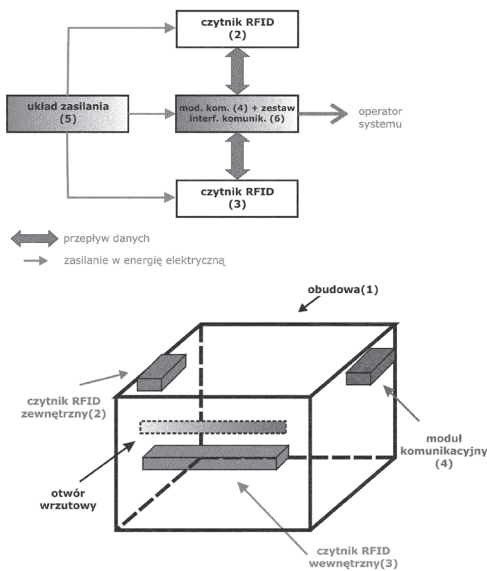 czytnik RFID
(2)
układ zasilania
(5)
mod. kom. (4) + zestaw
interf. komunik. (6)
operator
systemu
czytnik RFID
(3)
przepływ danych
zasilanie w energię elektryczną
obudowa(1)
czytnik RFID
zewnętrzny(2)
moduł
komunikacyjny
(4)
otwór
wrzutowy
czytnik RFID
wewnętrzny(3)